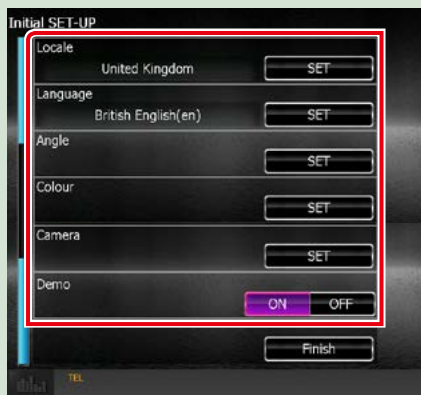 Initial SET-UP
Locale
United Kingdom SET
Language
British English(en) SET
Angle
SET
Colour
SET
Camera
SET
Demo
ON OFF
Finish
TEL